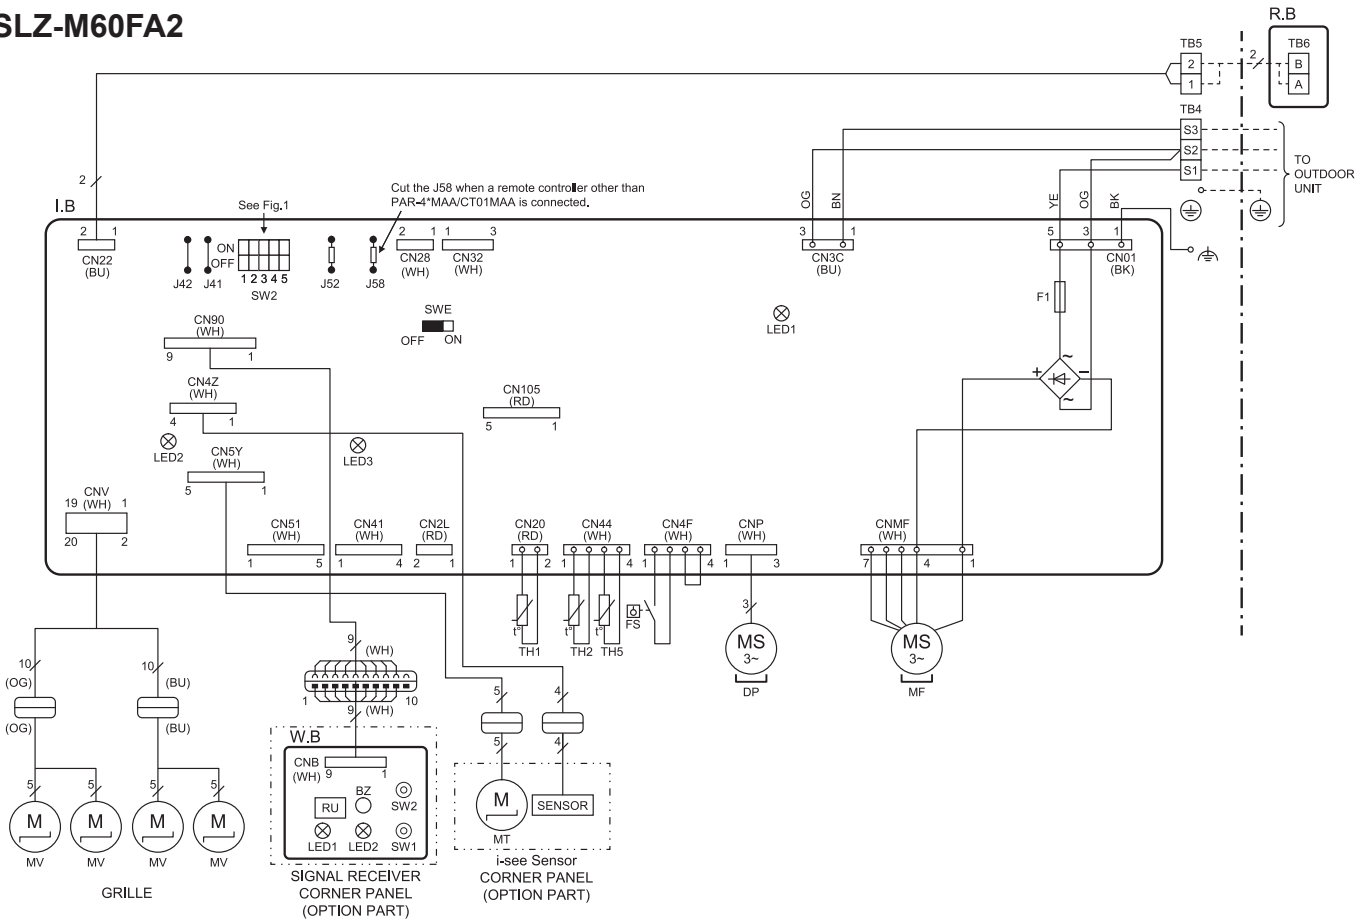 SLZ-M60FA2
R.B
TB5
TB6
2
2
B
1
A
TB4
S3
S2
S1
TO
OUTDOOR
UNIT
2
Cut the J58 when a remote controller other than
PAR-4*MAA/CT01MAA is connected.
See Fig.1
OG
BN
YE
OG
BK
I.B
2 1
CN22
(BU)
J42
J41
ON
OFF
1 2 3 4 5
SW2
J52
J58
2 1
CN28
(WH)
1 3
CN32
(WH)
3 1
CN3C
(BU)
5 3 1
CN01
(BK)
F1
SWE
OFF ON
LED1
CN90
(WH)
9 1
+ ~ −
~
CN4Z
(WH)
4 1
CN105
(RD)
5 1
LED2
LED3
CN5Y
(WH)
5 1
CNV
19 (WH) 1
20 2
CN51
(WH)
1 5
CN41
(WH)
1 4
CN2L
(RD)
2 1
CN20
(RD)
1 2
CN44
(WH)
1 4
CN4F
(WH)
1 4
CNP
(WH)
1 3
CNMF
(WH)
7 4 1
t°
TH1
t°
TH2
t°
TH5
FS
3
MS
3~
DP
MS
3~
MF
10
(OG)
(OG)
10
(BU)
(BU)
9
(WH)
1 10
9
(WH)
5
5
4
4
5
5
5
5
M
M
M
M
MV
MV
MV
MV
GRILLE
W.B
CNB
(WH)
9 1
RU
BZ
SW2
LED1
LED2
SW1
SIGNAL RECEIVER
CORNER PANEL
(OPTION PART)
M
MT
SENSOR
i-see Sensor
CORNER PANEL
(OPTION PART)